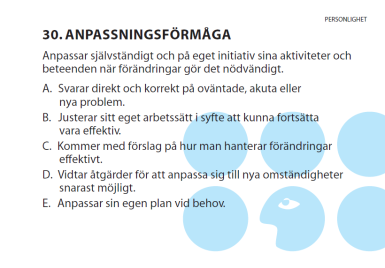 PERSONLIGHET
30. ANPASSNINGSFÖRMÅGA
Anpassar självständigt och på eget initiativ sina aktiviteter och
beteenden när förändringar gör det nödvändigt.
A. Svarar direkt och korrekt på oväntade, akuta eller
nya problem.
B. Justerar sitt eget arbetssätt i syfte att kunna fortsätta
vara effektiv.
C. Kommer med förslag på hur man hanterar förändringar
effektivt.
D. Vidtar åtgärder för att anpassa sig till nya omständigheter
snarast möjligt.
E. Anpassar sin egen plan vid behov.